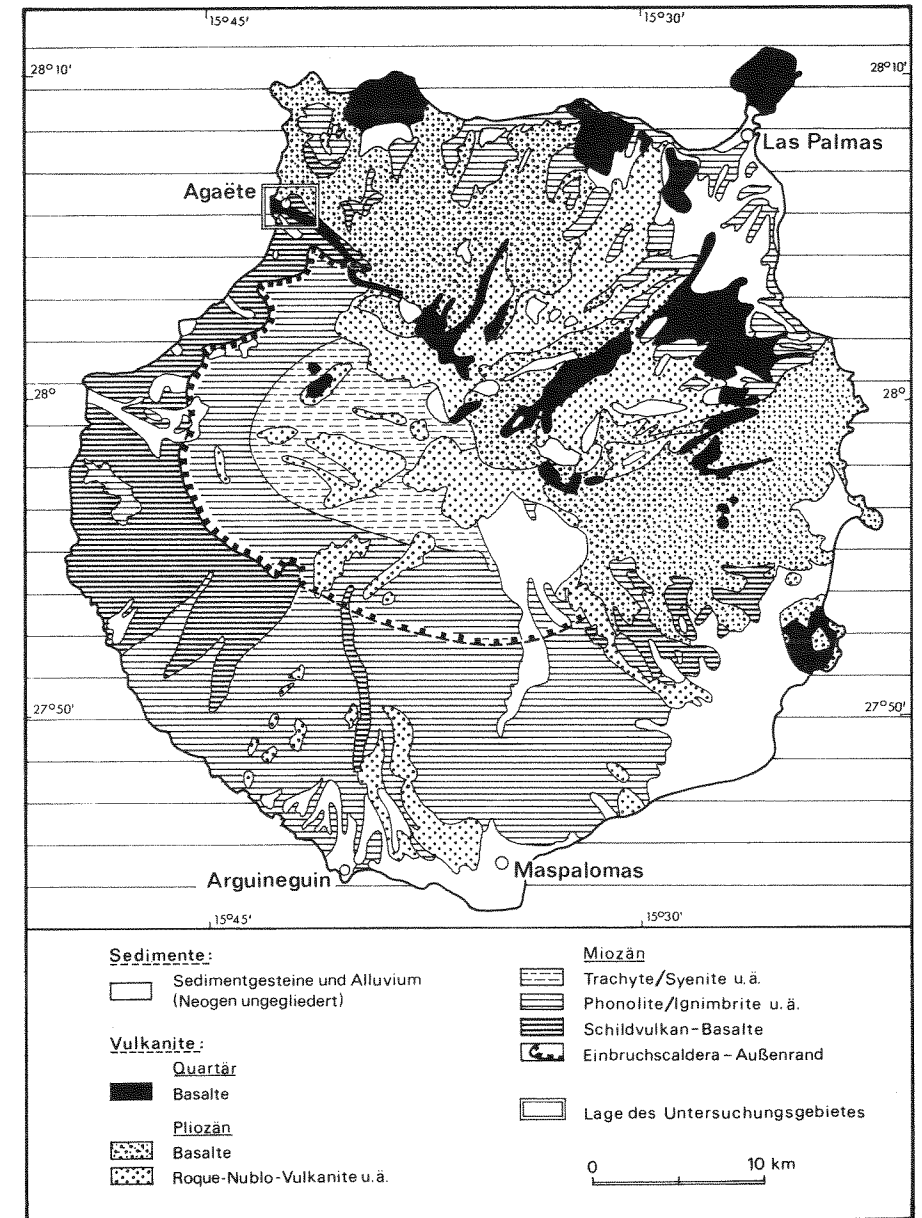 15°45'
15°30'
28°10'
28°10'
Las Palmas
Agaëte
28°
28°
27°50'
27°50'
Arguineguin
Maspalomas
15°45'
15°30'
Sedimente:
Sedimentgesteine und Alluvium
(Neogen ungegliedert)
Vulkanite:
Quartär
Basalte
Pliozän
Basalte
Roque-Nublo-Vulkanite u.ä.
Miozän
Trachyte/Syenite u.ä.
Phonolite/Ignimbrite u.ä.
Schildvulkan-Basalte
Einbruchscaldera-Außenrand
Lage des Untersuchungsgebietes
0 10 km